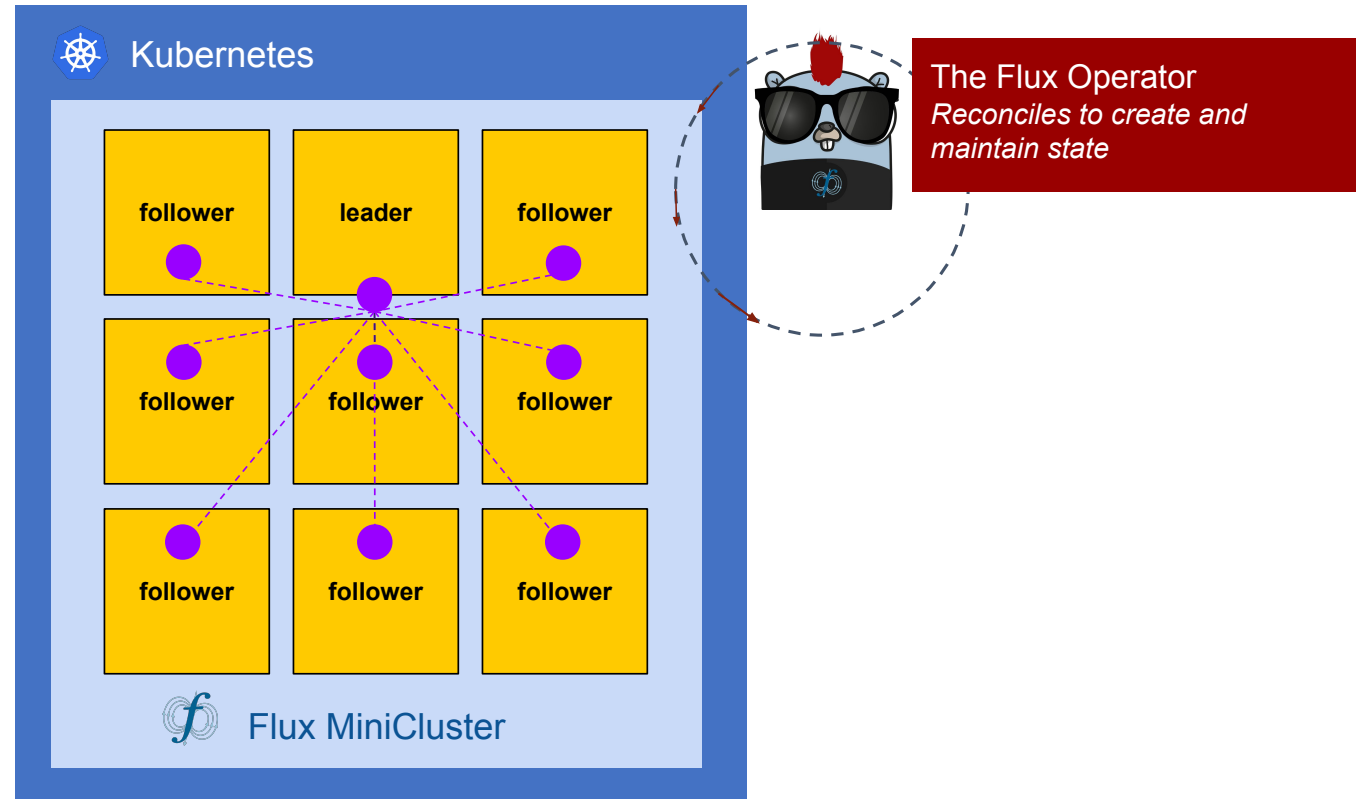 Kubernetes
The Flux Operator
Reconciles to create and
maintain state
follower
leader
follower
follower
follower
follower
follower
follower
follower
Flux MiniCluster